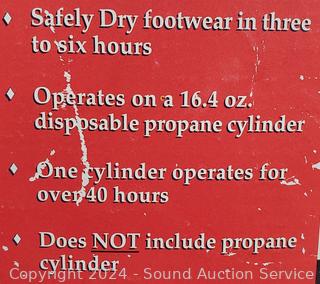 Safely Dry footwear in three
to six hours
Operates on a 16.4 oz.
disposable propane cylinder
One cylinder operates for
over 40 hours
Does NOT include propane
cylinder
Copyright 2024 - Sound Auction Service